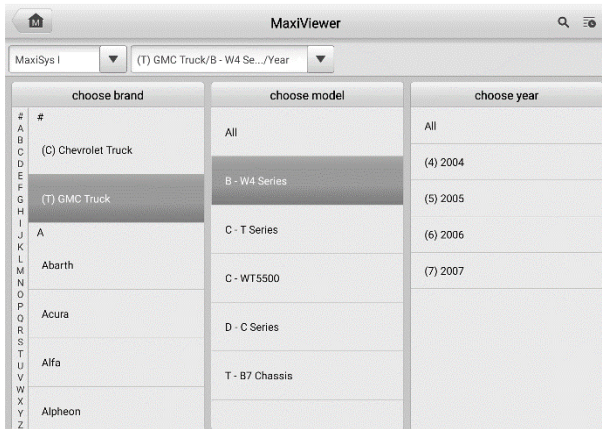 M
MaxiViewer
MaxiSys I
(T) GMC Truck/B - W4 Se.../Year
choose brand
choose model
choose year
#
A
B
C
D
E
F
G
H
I
J
K
L
M
N
O
P
Q
R
S
T
U
V
W
X
Y
Z
#
(C) Chevrolet Truck
(T) GMC Truck
A
Abarth
Acura
Alfa
Alpheon
All
B - W4 Series
C - T Series
C - WT5500
D - C Series
T - B7 Chassis
All
(4) 2004
(5) 2005
(6) 2006
(7) 2007